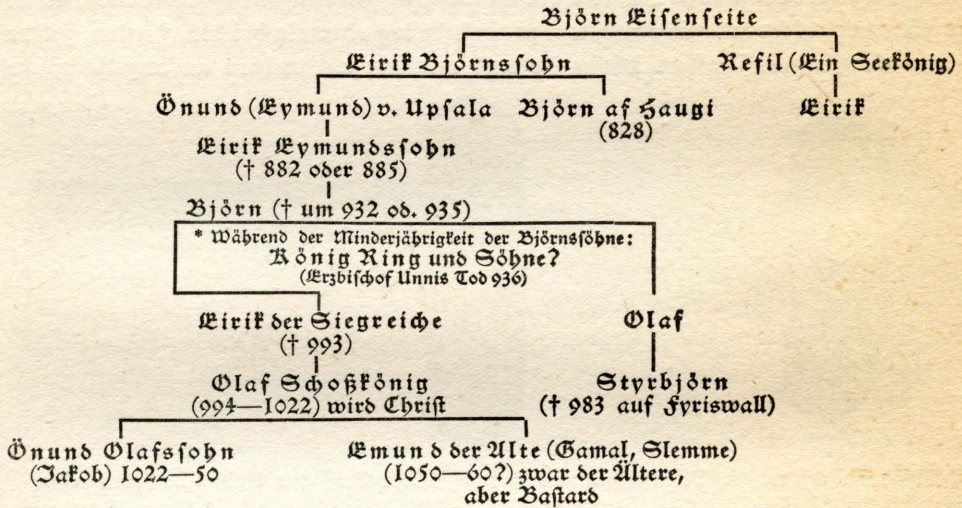 Björn Eisenseite
Eirik Björnssohn
Refil (Ein Seekönig)
Önund (Eymund) v. Upsala
Björn af Haugi
(828)
Eirik
Eirik Eymundssohn
(† 882 oder 885)
Björn († um 932 od. 935)
* Während der Minderjährigkeit der Björnssöhne:
König Ring und Söhne?
(Erzbischof Unnis Tod 936)
Eirik der Siegreiche
(† 993)
Olaf
Olaf Schoßkönig
(994—1022) wird Christ
Styrbjörn
(† 983 auf Fyriswall)
Önund Olafssohn
(Jakob) 1022—50
Emund der Alte (Gamal, Slemme)
(1050—60?) zwar der Ältere,
aber Bastard